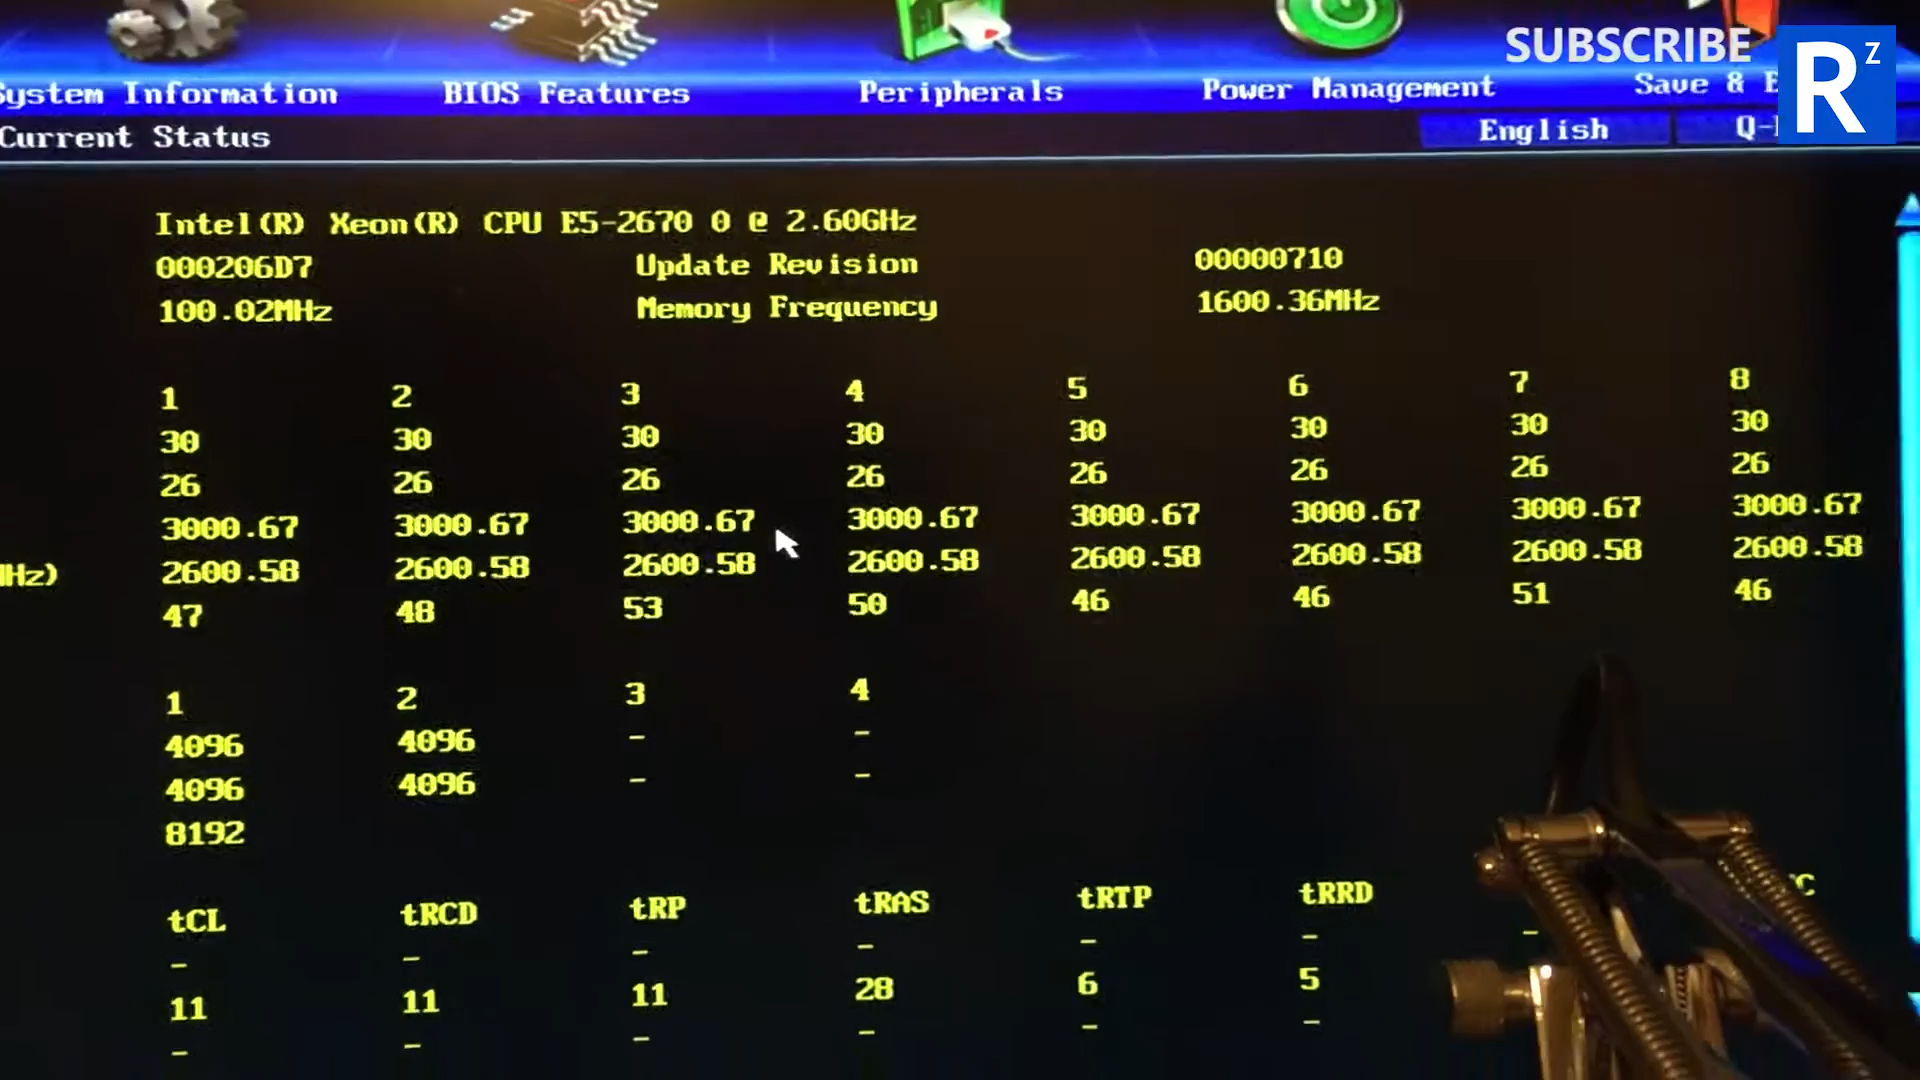 SUBSCRIBE
Rz
System Information BIOS Features Peripherals Power Management Save & E
Current Status English Q-
Intel(R) Xeon(R) CPU E5-2670 0 @ 2.60GHz
000206D7 Update Revision 00000710
100.02MHz Memory Frequency 1600.36MHz
1 2 3 4 5 6 7 8
30 30 30 30 30 30 30 30
26 26 26 26 26 26 26 26
3000.67 3000.67 3000.67 3000.67 3000.67 3000.67 3000.67 3000.67
Hz) 2600.58 2600.58 2600.58 2600.58 2600.58 2600.58 2600.58 2600.58
47 48 53 50 46 46 51 46
1 2 3 4
4096 4096 - -
4096 4096 - -
8192
tCL tRCD tRP tRAS tRTP tRRD C
- - - - - - -
11 11 11 28 6 5
- - - - - -